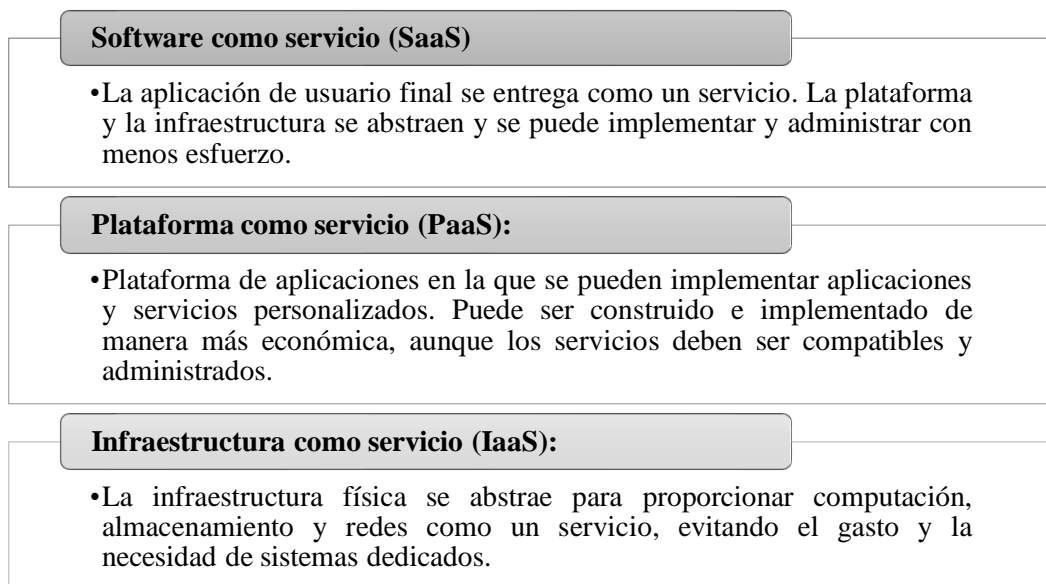 Software como servicio (SaaS)
•La aplicación de usuario final se entrega como un servicio. La plataforma
y la infraestructura se abstraen y se puede implementar y administrar con
menos esfuerzo.
Plataforma como servicio (PaaS):
•Plataforma de aplicaciones en la que se pueden implementar aplicaciones
y servicios personalizados. Puede ser construido e implementado de
manera más económica, aunque los servicios deben ser compatibles y
administrados.
Infraestructura como servicio (IaaS):
•La infraestructura física se abstrae para proporcionar computación,
almacenamiento y redes como un servicio, evitando el gasto y la
necesidad de sistemas dedicados.